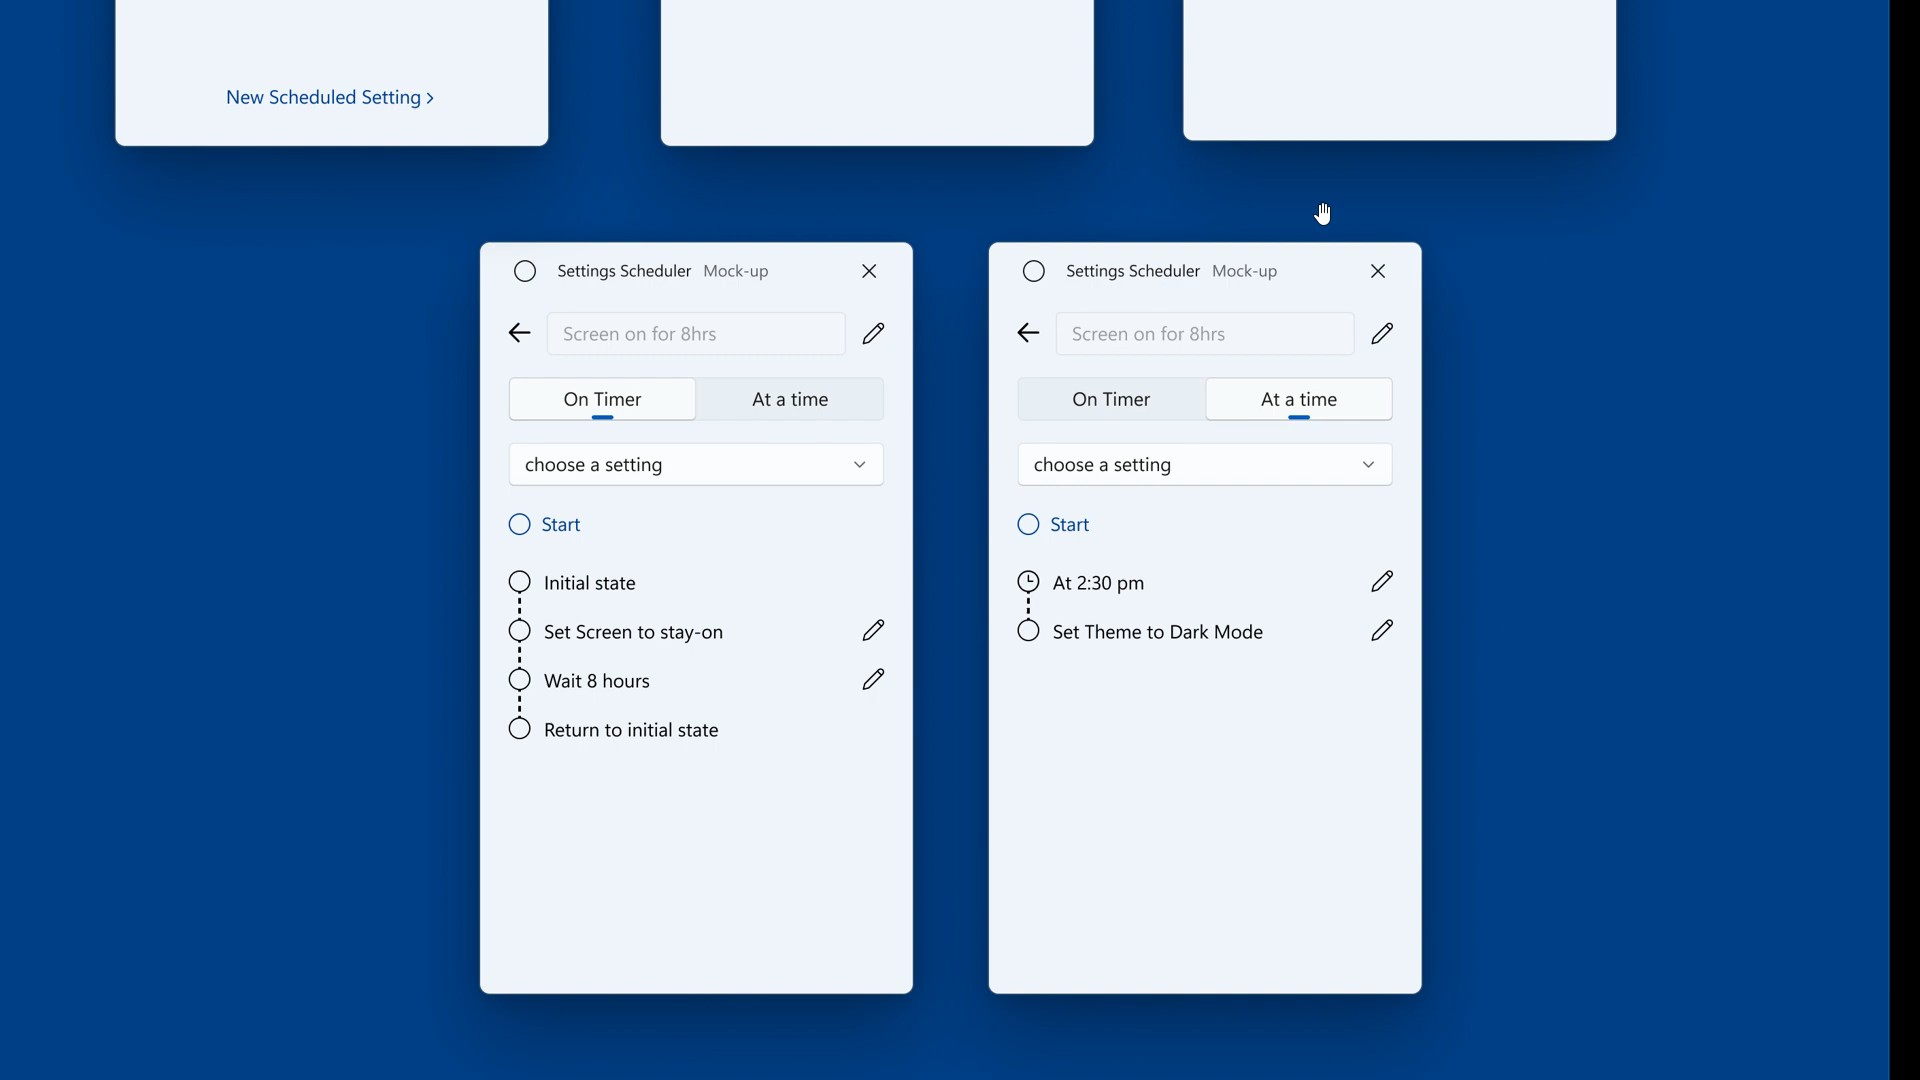 New Scheduled Setting >
Settings Scheduler Mock-up
Screen on for 8hrs
On Timer At a time
choose a setting
Start
Initial state
Set Screen to stay-on
Wait 8 hours
Return to initial state
Settings Scheduler Mock-up
Screen on for 8hrs
On Timer At a time
choose a setting
Start
At 2:30 pm
Set Theme to Dark Mode